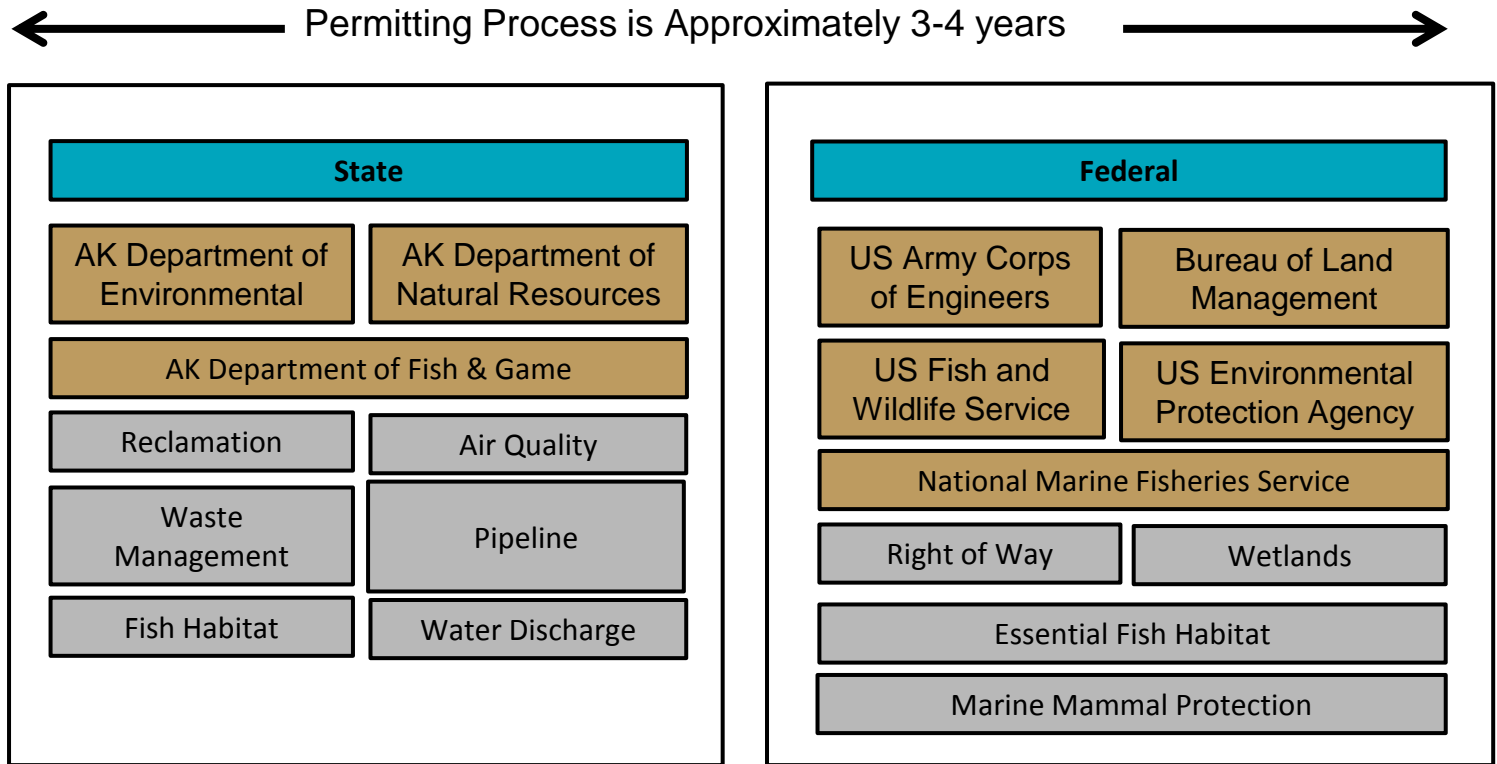 Permitting Process is Approximately 3-4 years
State
AK Department of
Environmental
AK Department of
Natural Resources
AK Department of Fish & Game
Reclamation
Air Quality
Waste
Management
Pipeline
Fish Habitat
Water Discharge
Federal
US Army Corps
of Engineers
Bureau of Land
Management
US Fish and
Wildlife Service
US Environmental
Protection Agency
National Marine Fisheries Service
Right of Way
Wetlands
Essential Fish Habitat
Marine Mammal Protection